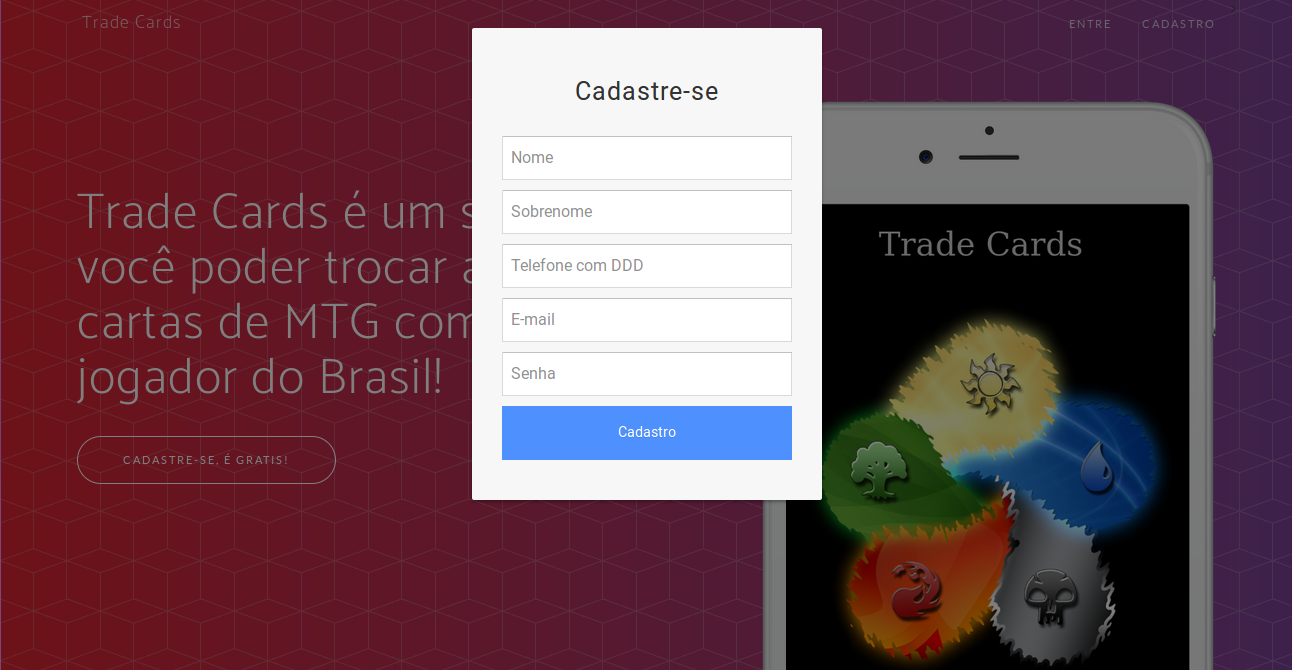 Trade Cards
ENTRE CADASTRO
Cadastre-se
Nome
Sobrenome
Telefone com DDD
E-mail
Senha
Cadastro
Trade Cards é um
você poder trocar
cartas de MTG com
jogador do Brasil!
CADASTRE-SE, É GRATIS!
Trade Cards